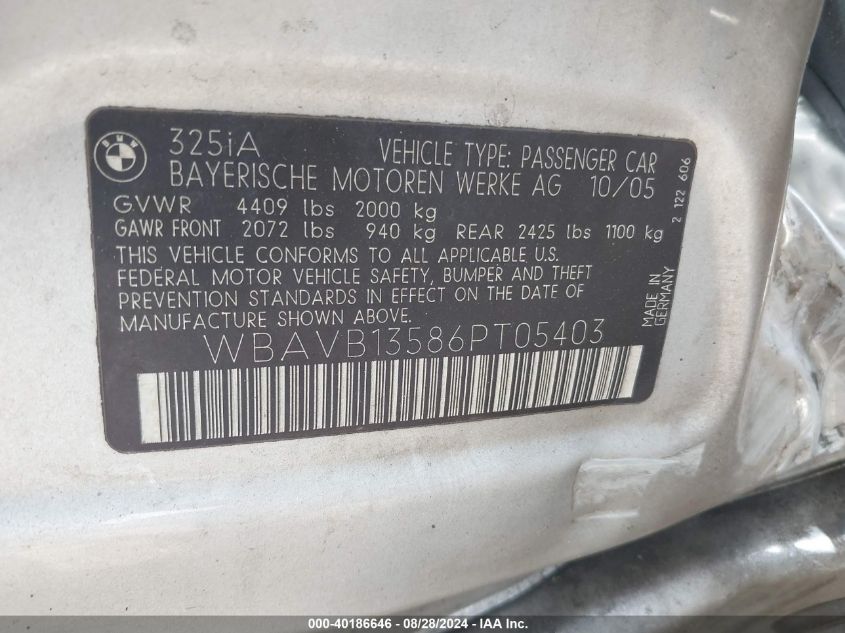 BMW
325iA VEHICLE TYPE: PASSENGER CAR
BAYERISCHE MOTOREN WERKE AG 10/05
GVWR 4409 lbs 2000 kg
GAWR FRONT 2072 lbs 940 kg REAR 2425 lbs 1100 kg
THIS VEHICLE CONFORMS TO ALL APPLICABLE U.S.
FEDERAL MOTOR VEHICLE SAFETY, BUMPER AND THEFT
PREVENTION STANDARDS IN EFFECT ON THE DATE OF
MANUFACTURE SHOWN ABOVE.
WBAVB13586PT05403
2 122 606
MADE IN
GERMANY
000-40186646 - 08/28/2024 - IAA Inc.